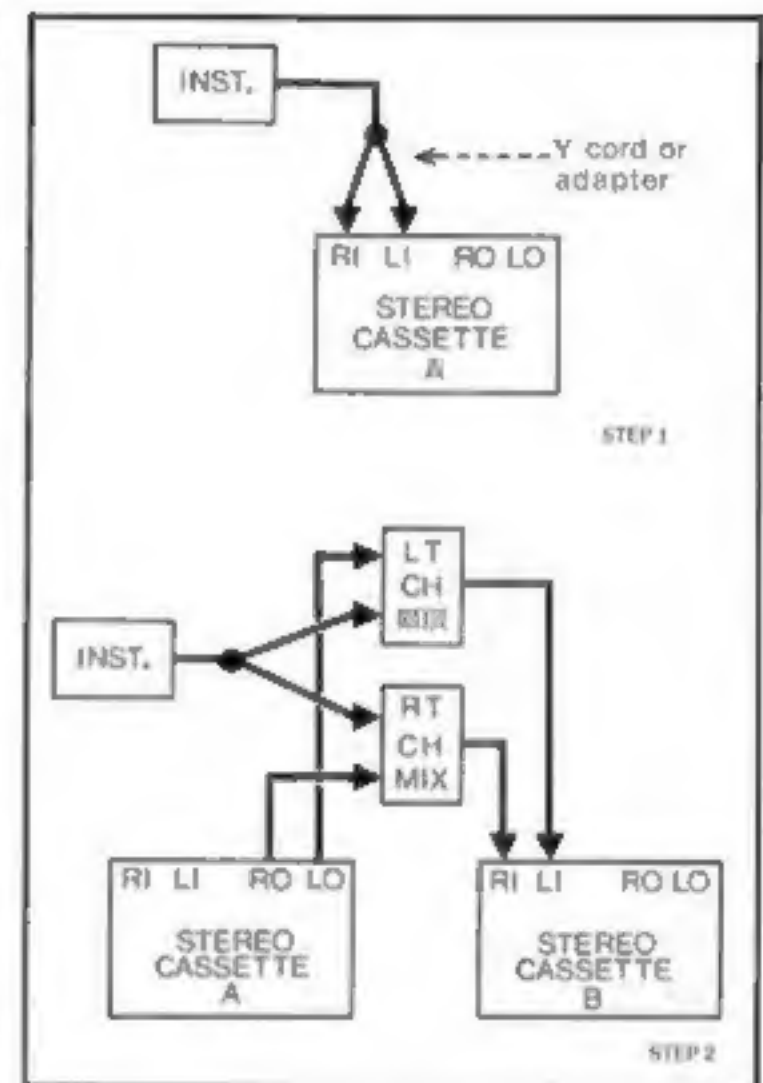 INST.
Y cord or
adapter
RI LI RO LO
STEREO
CASSETTE
A
STEP 1
LT
CH
MIX
INST.
RT
CH
MIX
RI LI RO LO
STEREO
CASSETTE
A
RI LI RO LO
STEREO
CASSETTE
B
STEP 2